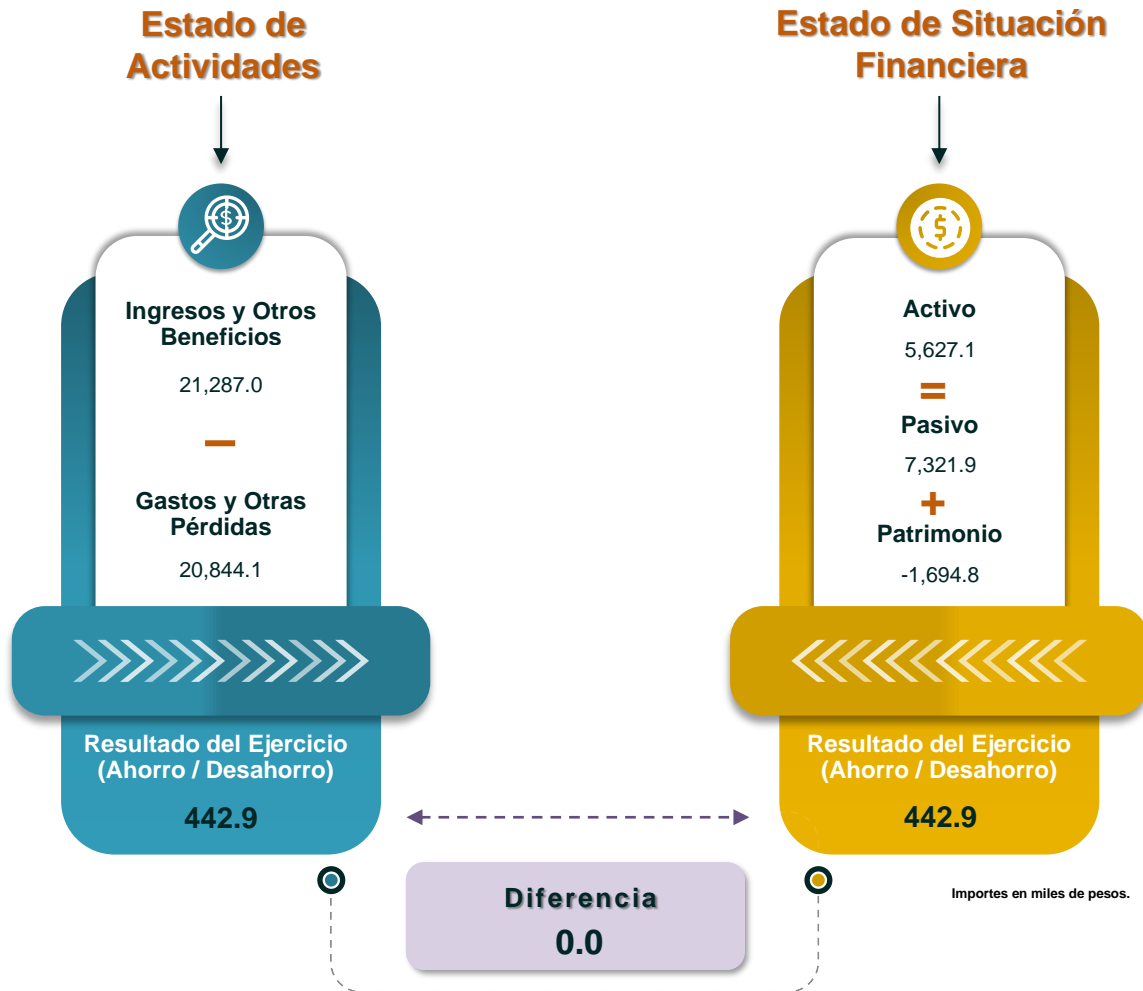 Estado de
Actividades
Ingresos y Otros
Beneficios
21,287.0
−
Gastos y Otras
Pérdidas
20,844.1
Resultado del Ejercicio
(Ahorro / Desahorro)
442.9
Estado de Situación
Financiera
Activo
5,627.1
=
Pasivo
7,321.9
+
Patrimonio
-1,694.8
Resultado del Ejercicio
(Ahorro / Desahorro)
442.9
Diferencia
0.0
Importes en miles de pesos.